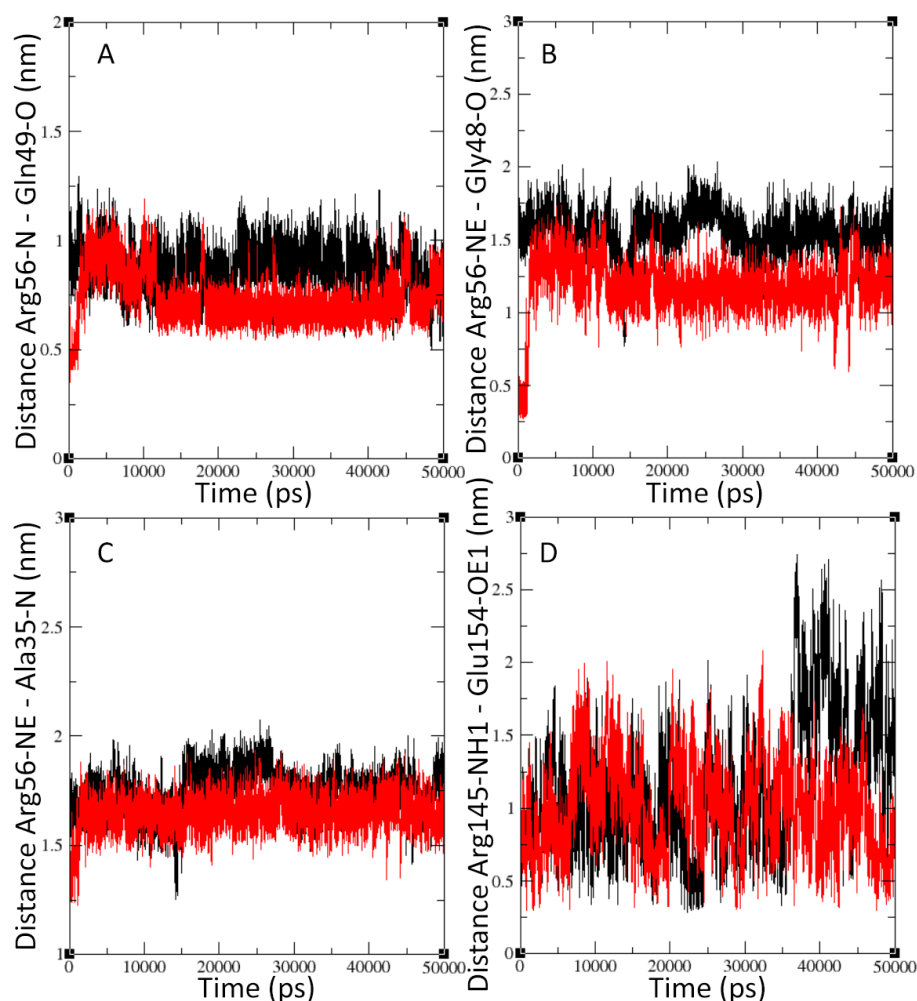 Distance Arg56-N - Gln49-O (nm)
A
2
1.5
1
0.5
0
0 10000 20000 30000 40000 50000
Time (ps)
Distance Arg56-NE - Gly48-O (nm)
B
3
2.5
2
1.5
1
0.5
0
0 10000 20000 30000 40000 50000
Time (ps)
Distance Arg56-NE - Ala35-N (nm)
C
3
2.5
2
1.5
1
0 10000 20000 30000 40000 50000
Time (ps)
Distance Arg145-NH1 - Glu154-OE1 (nm)
D
3
2.5
2
1.5
1
0.5
0
0 10000 20000 30000 40000 50000
Time (ps)